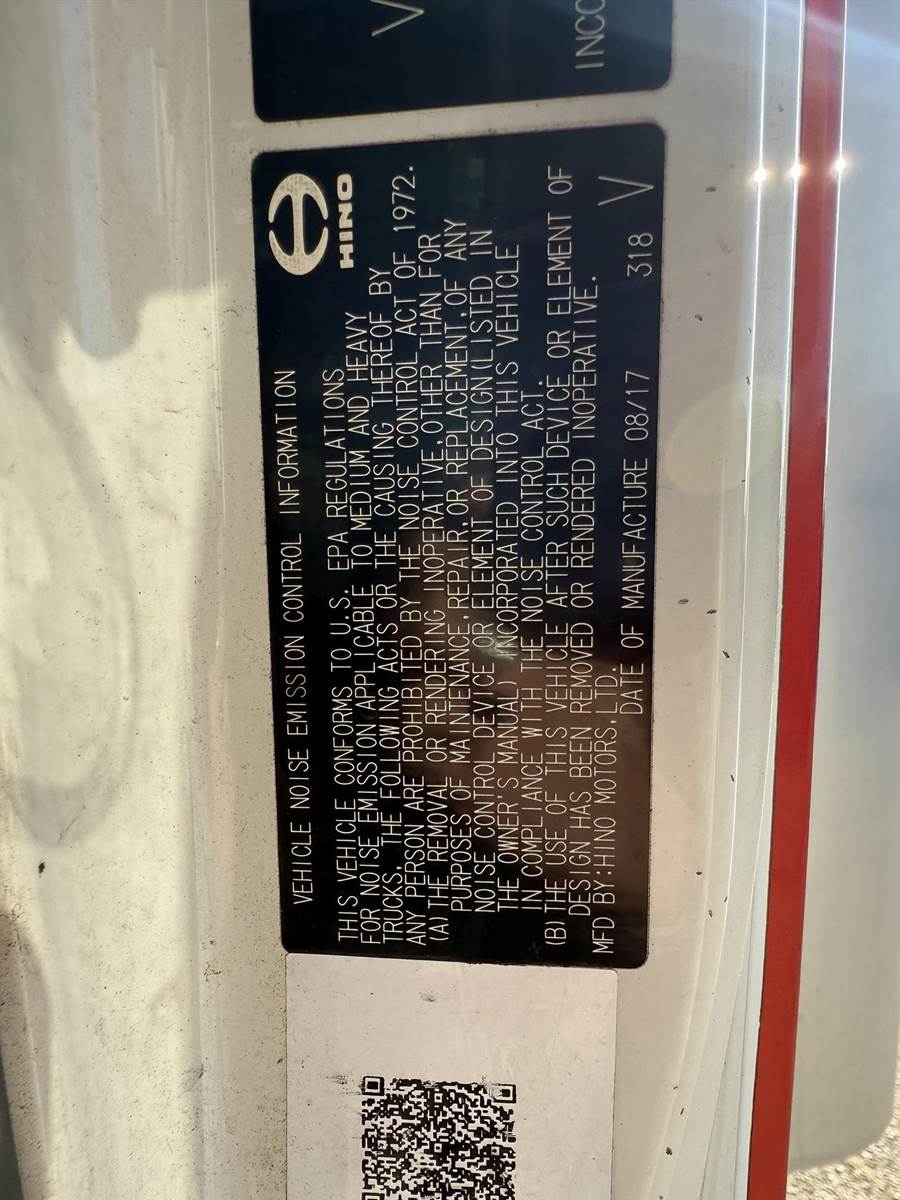 V
INCO
HINO
VEHICLE NOISE EMISSION CONTROL INFORMATION
THIS VEHICLE CONFORMS TO U.S. EPA REGULATIONS
FOR NOISE EMISSION APPLICABLE TO MEDIUM AND HEAVY
TRUCKS. THE FOLLOWING ACTS OR THE CAUSING THEREOF BY
ANY PERSON ARE PROHIBITED BY THE NOISE CONTROL ACT OF 1972.
(A) THE REMOVAL OR RENDERING INOPERATIVE, OTHER THAN FOR
PURPOSES OF MAINTENANCE, REPAIR, OR REPLACEMENT, OF ANY
NOISE CONTROL DEVICE OR ELEMENT OF DESIGN (LISTED IN
THE OWNER'S MANUAL) INCORPORATED INTO THIS VEHICLE
IN COMPLIANCE WITH THE NOISE CONTROL ACT.
(B) THE USE OF THIS VEHICLE AFTER SUCH DEVICE OR ELEMENT OF
DESIGN HAS BEEN REMOVED OR RENDERED INOPERATIVE.
MFD BY:HINO MOTORS, LTD.
DATE OF MANUFACTURE 08/17 318 V